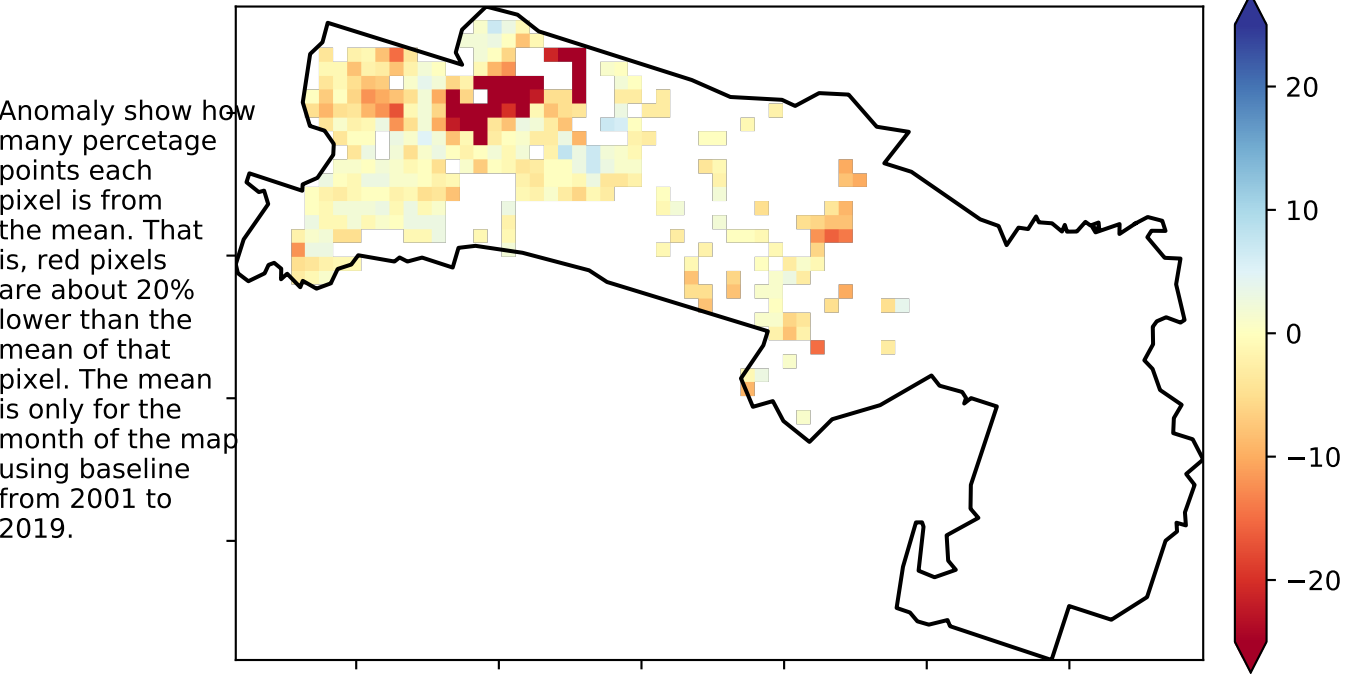 Anomaly show how
many percetage
points each
pixel is from
the mean. That
is, red pixels
are about 20%
lower than the
mean of that
pixel. The mean
is only for the
month of the map
using baseline
from 2001 to
2019.
20
10
0
−10
−20